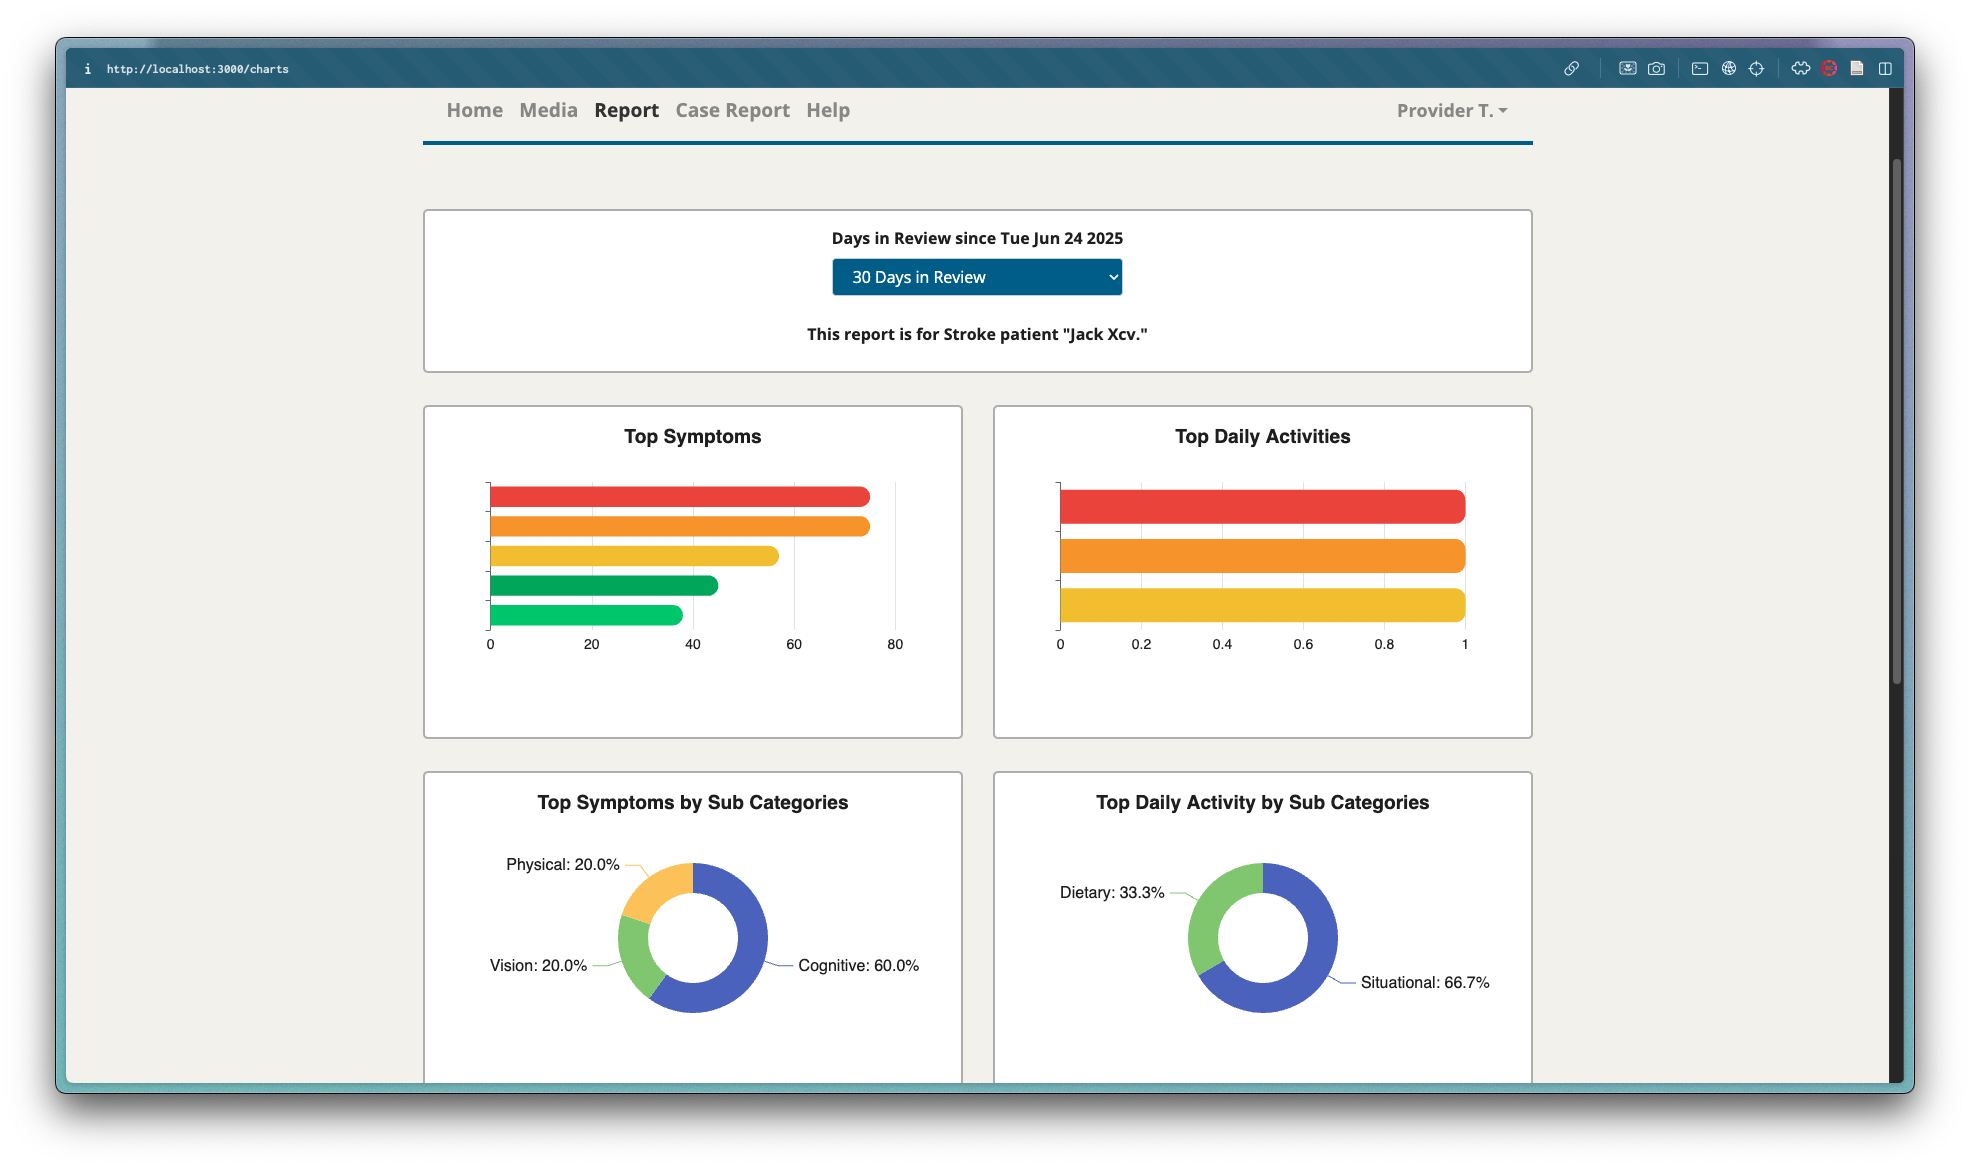 i http://localhost:3000/charts
Home Media Report Case Report Help Provider T.
Days in Review since Tue Jun 24 2025
30 Days in Review
This report is for Stroke patient "Jack Xcv."
Top Symptoms
0 20 40 60 80
Top Daily Activities
0 0.2 0.4 0.6 0.8 1
Top Symptoms by Sub Categories
Physical: 20.0%
Vision: 20.0%
Cognitive: 60.0%
Top Daily Activity by Sub Categories
Dietary: 33.3%
Situational: 66.7%